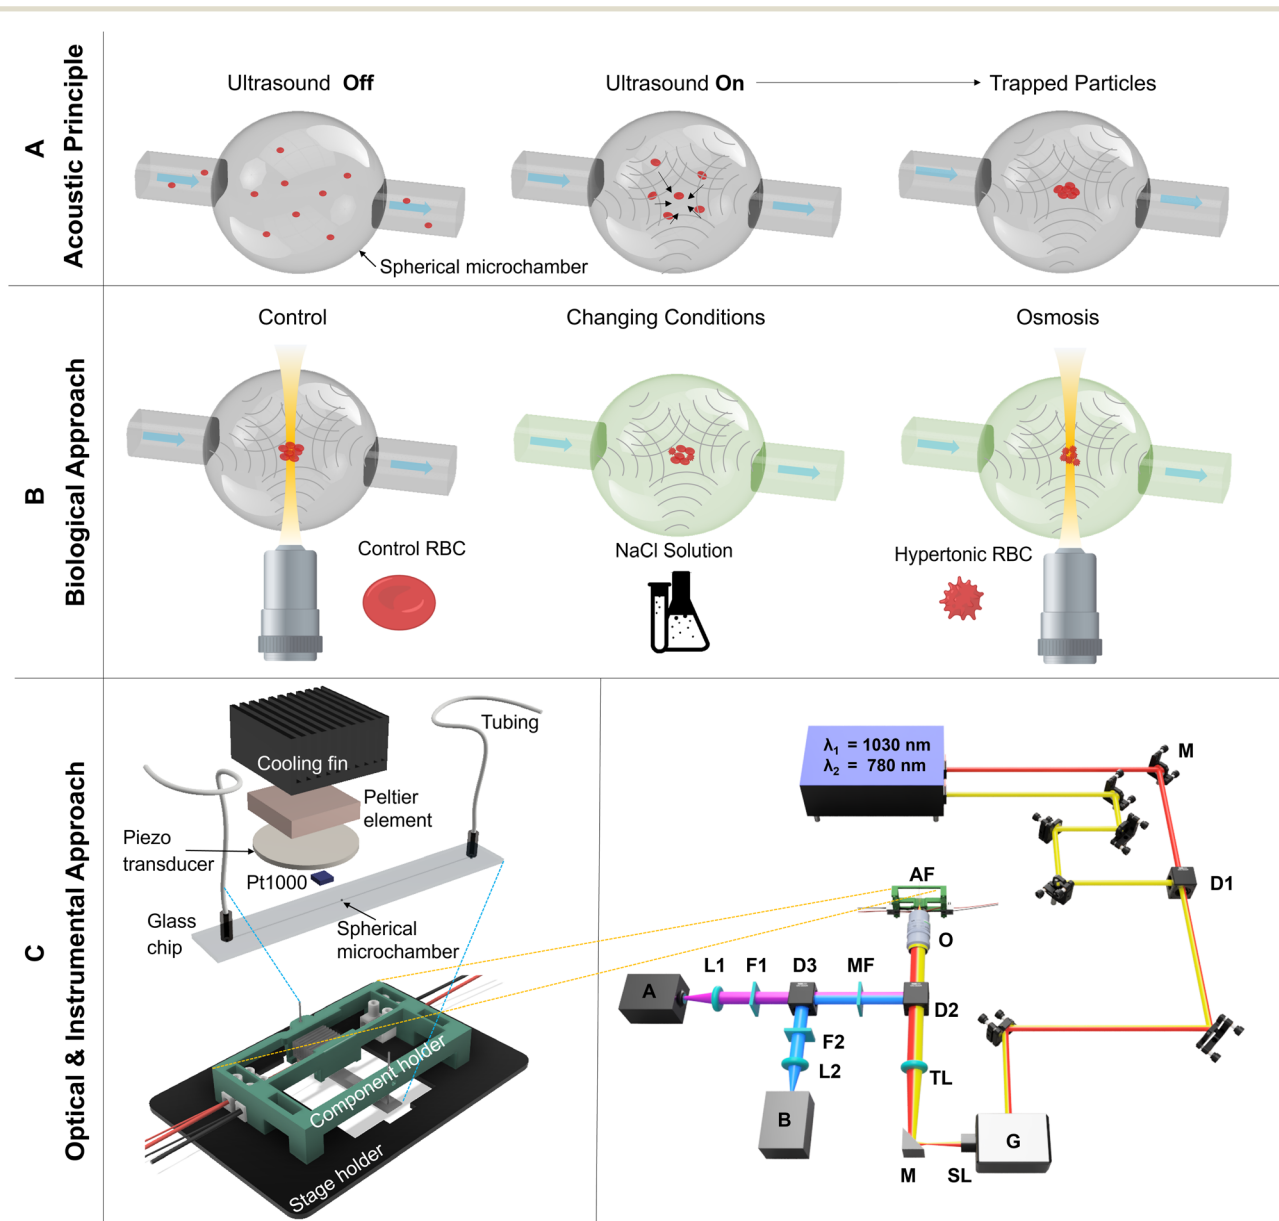 A
Acoustic Principle
Ultrasound Off
Ultrasound On
Trapped Particles
Spherical microchamber
B
Biological Approach
Control
Changing Conditions
Osmosis
Control RBC
NaCl Solution
Hypertonic RBC
C
Optical & Instrumental Approach
Cooling fin
Tubing
Peltier
element
Piezo
transducer
Pt1000
Glass
chip
Spherical
microchamber
Component holder
Stage holder
λ1 = 1030 nm
λ2 = 780 nm
M
D1
AF
O
L1
F1
D3
MF
A
D2
F2
L2
TL
B
G
M
SL